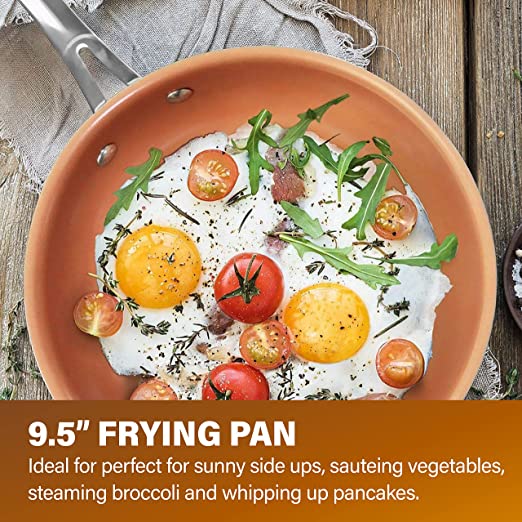 9.5” FRYING PAN
Ideal for perfect for sunny side ups, sauteing vegetables,
steaming broccoli and whipping up pancakes.